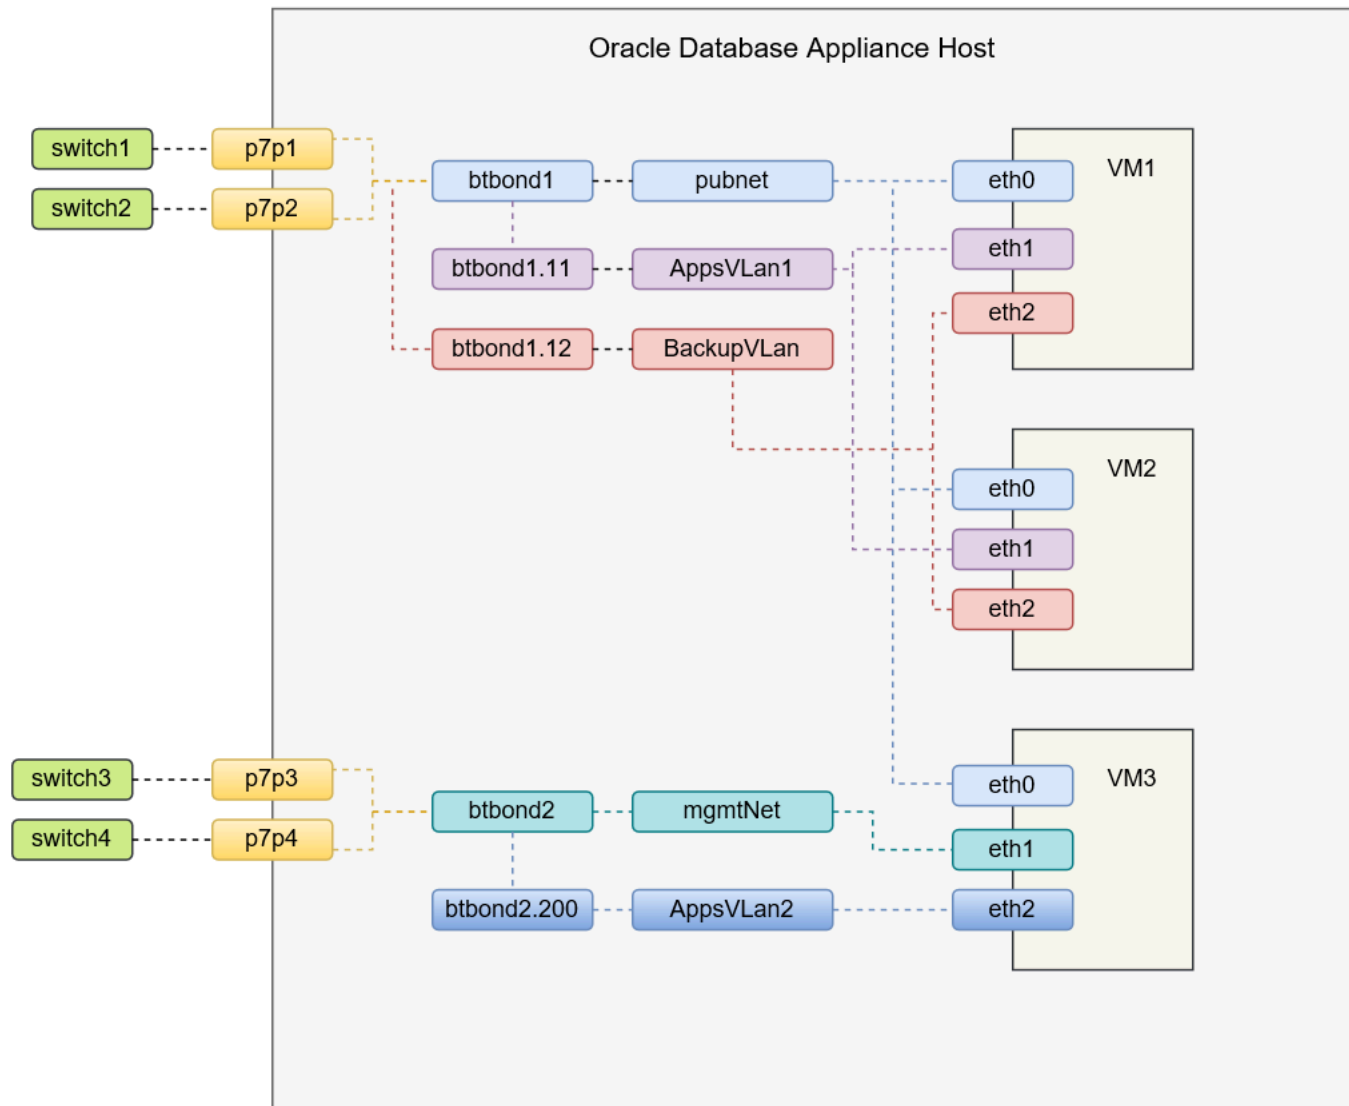 Oracle Database Appliance Host
switch1
p7p1
switch2
p7p2
btbond1
pubnet
btbond1.11
AppsVLan1
btbond1.12
BackupVLan
eth0
VM1
eth1
eth2
eth0
VM2
eth1
eth2
switch3
p7p3
switch4
p7p4
btbond2
mgmtNet
btbond2.200
AppsVLan2
eth0
VM3
eth1
eth2